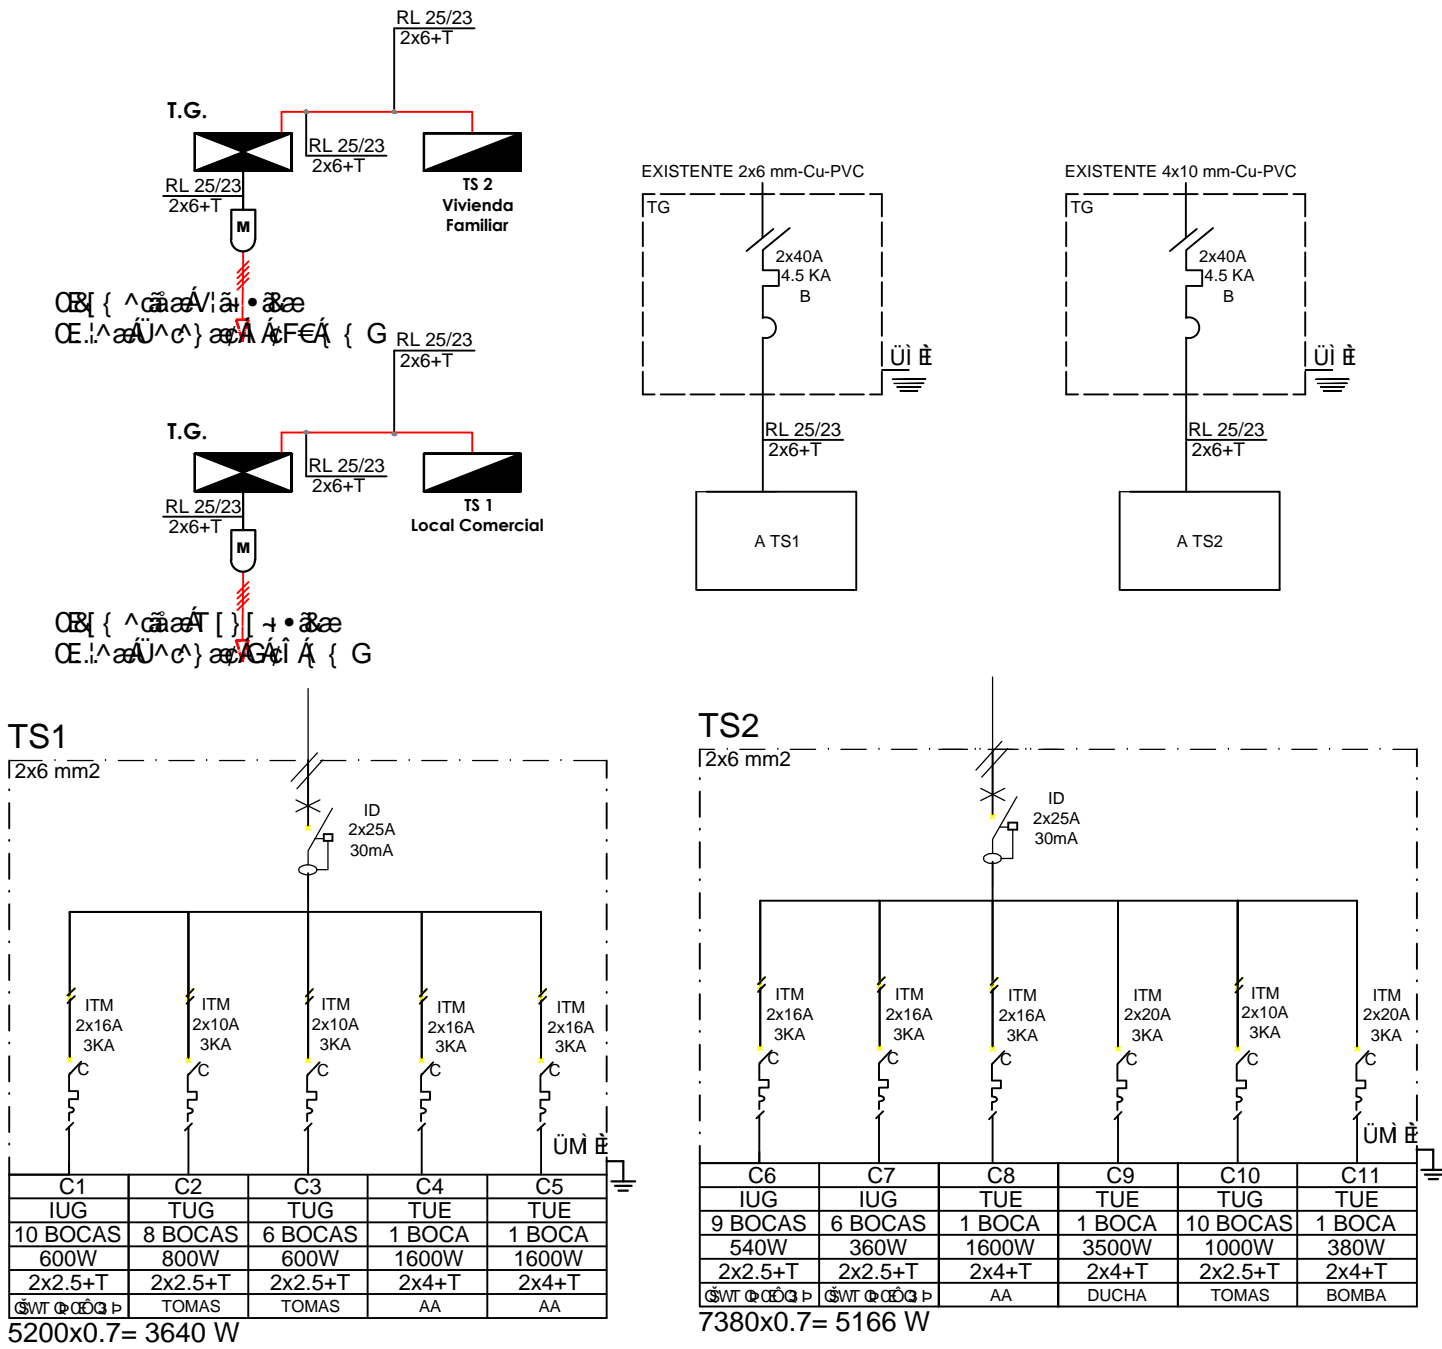 RL 25/23
2x6+T
T.G.
RL 25/23
2x6+T
RL 25/23
2x6+T
TS 2
Vivienda
Familiar
M
RL 25/23
2x6+T
T.G.
RL 25/23
2x6+T
RL 25/23
2x6+T
TS 1
Local Comercial
M
EXISTENTE 2x6 mm-Cu-PVC
TG
2x40A
4.5 KA
B
RL 25/23
2x6+T
A TS1
EXISTENTE 4x10 mm-Cu-PVC
TG
2x40A
4.5 KA
B
RL 25/23
2x6+T
A TS2
TS1
2x6 mm2
ID
2x25A
30mA
ITM
2x16A
3KA
C
ITM
2x10A
3KA
C
ITM
2x10A
3KA
C
ITM
2x16A
3KA
C
ITM
2x16A
3KA
C
C1 C2 C3 C4 C5
IUG TUG TUG TUE TUE
10 BOCAS 8 BOCAS 6 BOCAS 1 BOCA 1 BOCA
600W 800W 600W 1600W 1600W
2x2.5+T 2x2.5+T 2x2.5+T 2x4+T 2x4+T
TOMAS TOMAS AA AA
5200x0.7= 3640 W
TS2
2x6 mm2
ID
2x25A
30mA
ITM
2x16A
3KA
C
ITM
2x16A
3KA
C
ITM
2x16A
3KA
C
ITM
2x20A
3KA
C
ITM
2x10A
3KA
C
ITM
2x20A
3KA
C
C6 C7 C8 C9 C10 C11
IUG IUG TUE TUE TUG TUE
9 BOCAS 6 BOCAS 1 BOCA 1 BOCA 10 BOCAS 1 BOCA
540W 360W 1600W 3500W 1000W 380W
2x2.5+T 2x2.5+T 2x4+T 2x4+T 2x2.5+T 2x4+T
AA DUCHA TOMAS BOMBA
7380x0.7= 5166 W